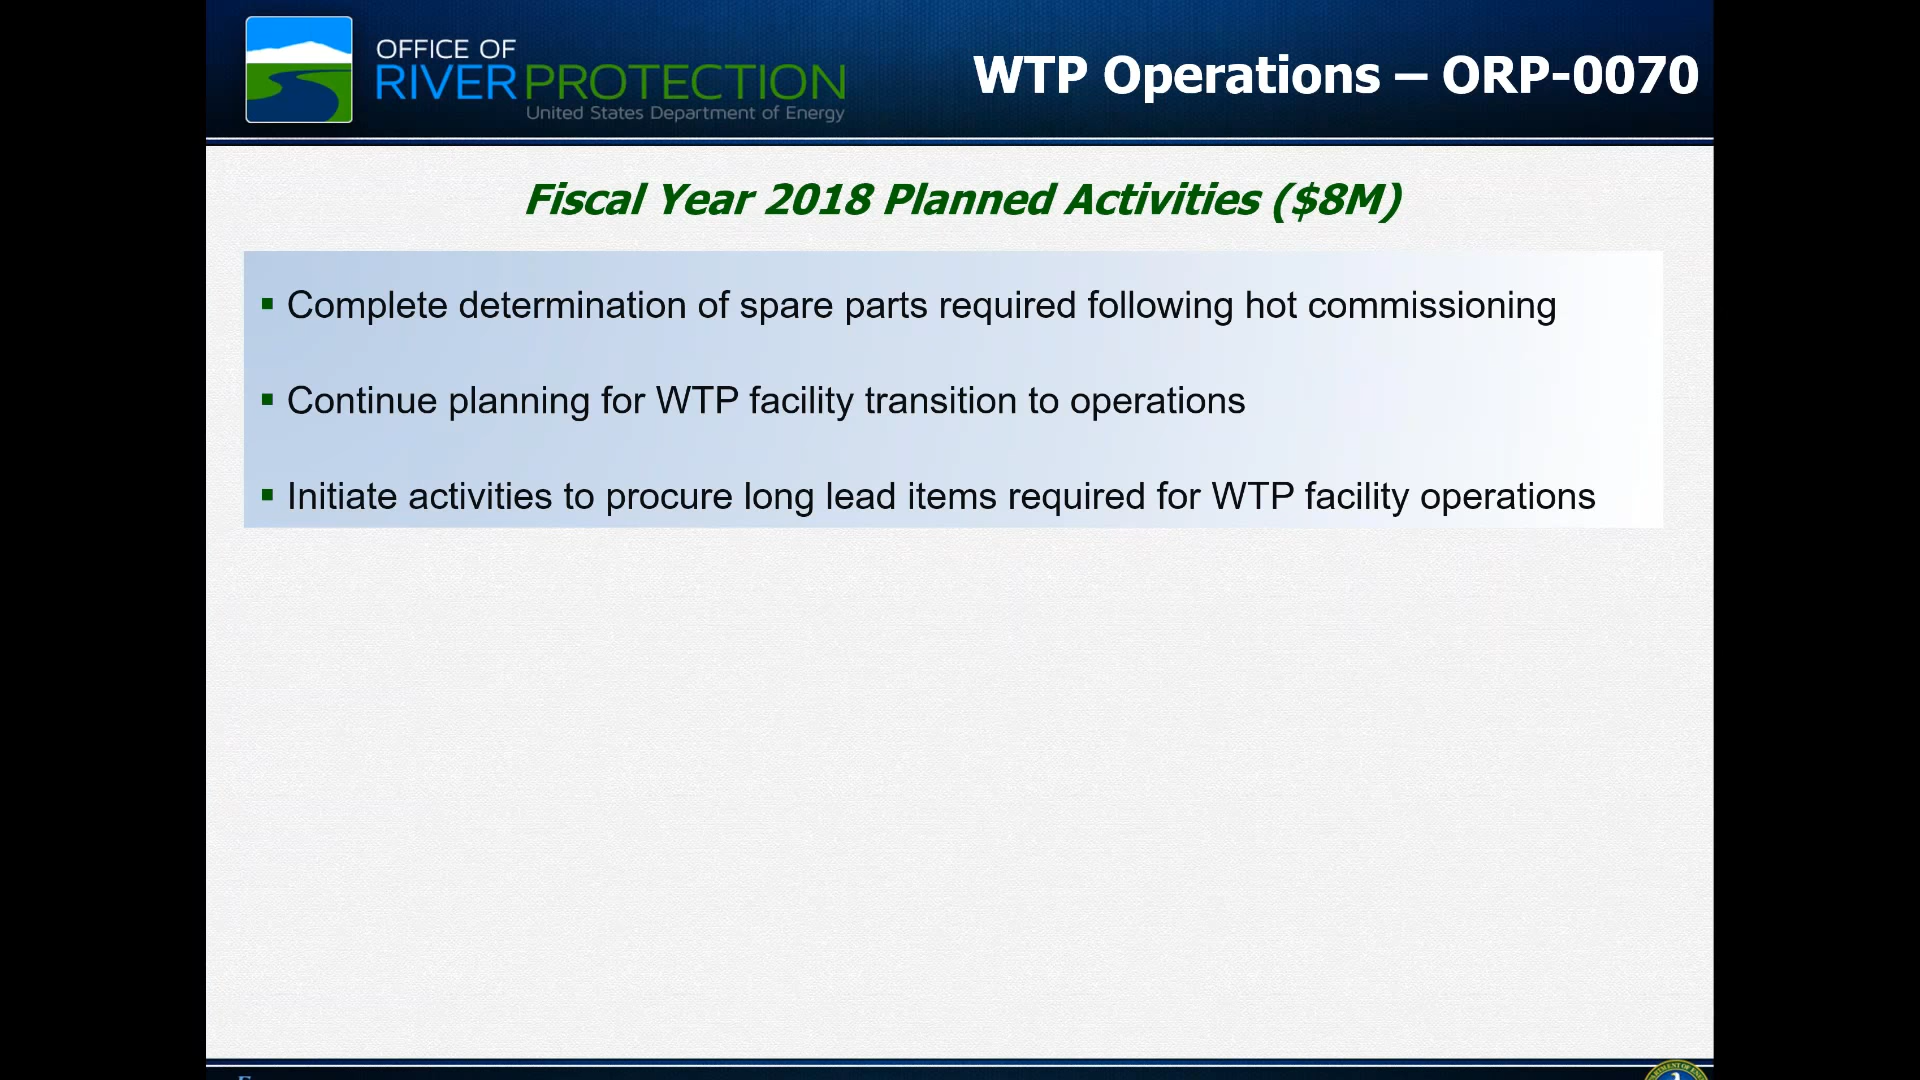 OFFICE OF
RIVER PROTECTION
United States Department of Energy
WTP Operations – ORP-0070
Fiscal Year 2018 Planned Activities ($8M)
▪ Complete determination of spare parts required following hot commissioning
▪ Continue planning for WTP facility transition to operations
▪ Initiate activities to procure long lead items required for WTP facility operations